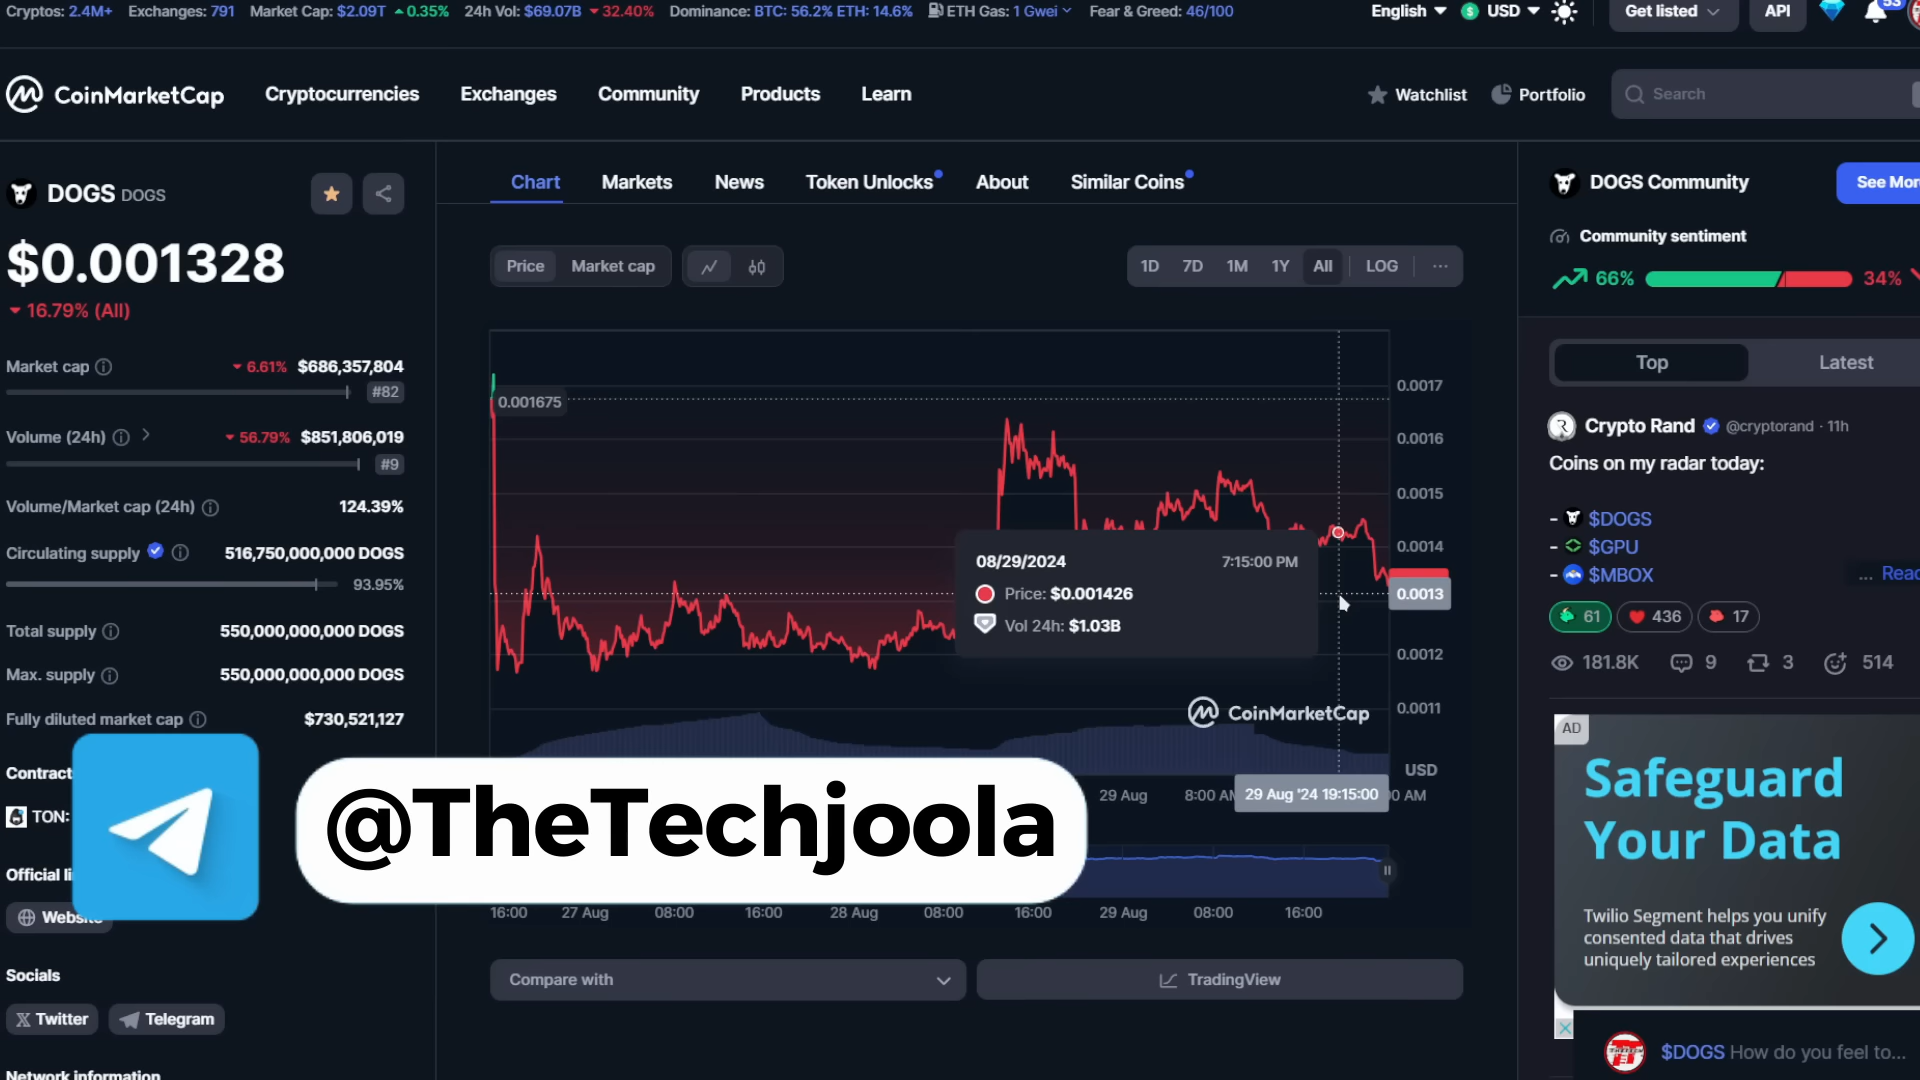 Cryptos: 2.4M+ Exchanges: 791 Market Cap: $2.09T 0.35% 24h Vol: $69.07B 32.40% Dominance: BTC: 56.2% ETH: 14.6% ETH Gas: 1 Gwei Fear & Greed: 46/100
English USD Get listed API 53
CoinMarketCap Cryptocurrencies Exchanges Community Products Learn
Watchlist Portfolio Search
DOGS DOGS
$0.001328
16.79% (All)
Market cap 6.61% $686,357,804
#82
Volume (24h) 56.79% $851,806,019
#9
Volume/Market cap (24h) 124.39%
Circulating supply 516,750,000,000 DOGS
93.95%
Total supply 550,000,000,000 DOGS
Max. supply 550,000,000,000 DOGS
Fully diluted market cap $730,521,127
Contract
TON:
Official li
Website
Socials
Twitter Telegram
Network information
Chart Markets News Token Unlocks About Similar Coins
Price Market cap
1D 7D 1M 1Y All LOG ...
0.001675
0.0017
0.0016
0.0015
0.0014
0.0013
0.0012
0.0011
08/29/2024 7:15:00 PM
Price: $0.001426
Vol 24h: $1.03B
CoinMarketCap
USD
29 Aug 8:00 AM 29 Aug '24 19:15:00 0 AM
@TheTechjoola
16:00 27 Aug 08:00 16:00 28 Aug 08:00 16:00 29 Aug 08:00 16:00
Compare with
TradingView
DOGS Community
See Mor
Community sentiment
66% 34%
Top Latest
Crypto Rand @cryptorand · 11h
Coins on my radar today:
- $DOGS
- $GPU
- $MBOX
... Read
61 436 17
181.8K 9 3 514
AD
Safeguard
Your Data
Twilio Segment helps you unify
consented data that drives
uniquely tailored experiences
$DOGS How do you feel to...